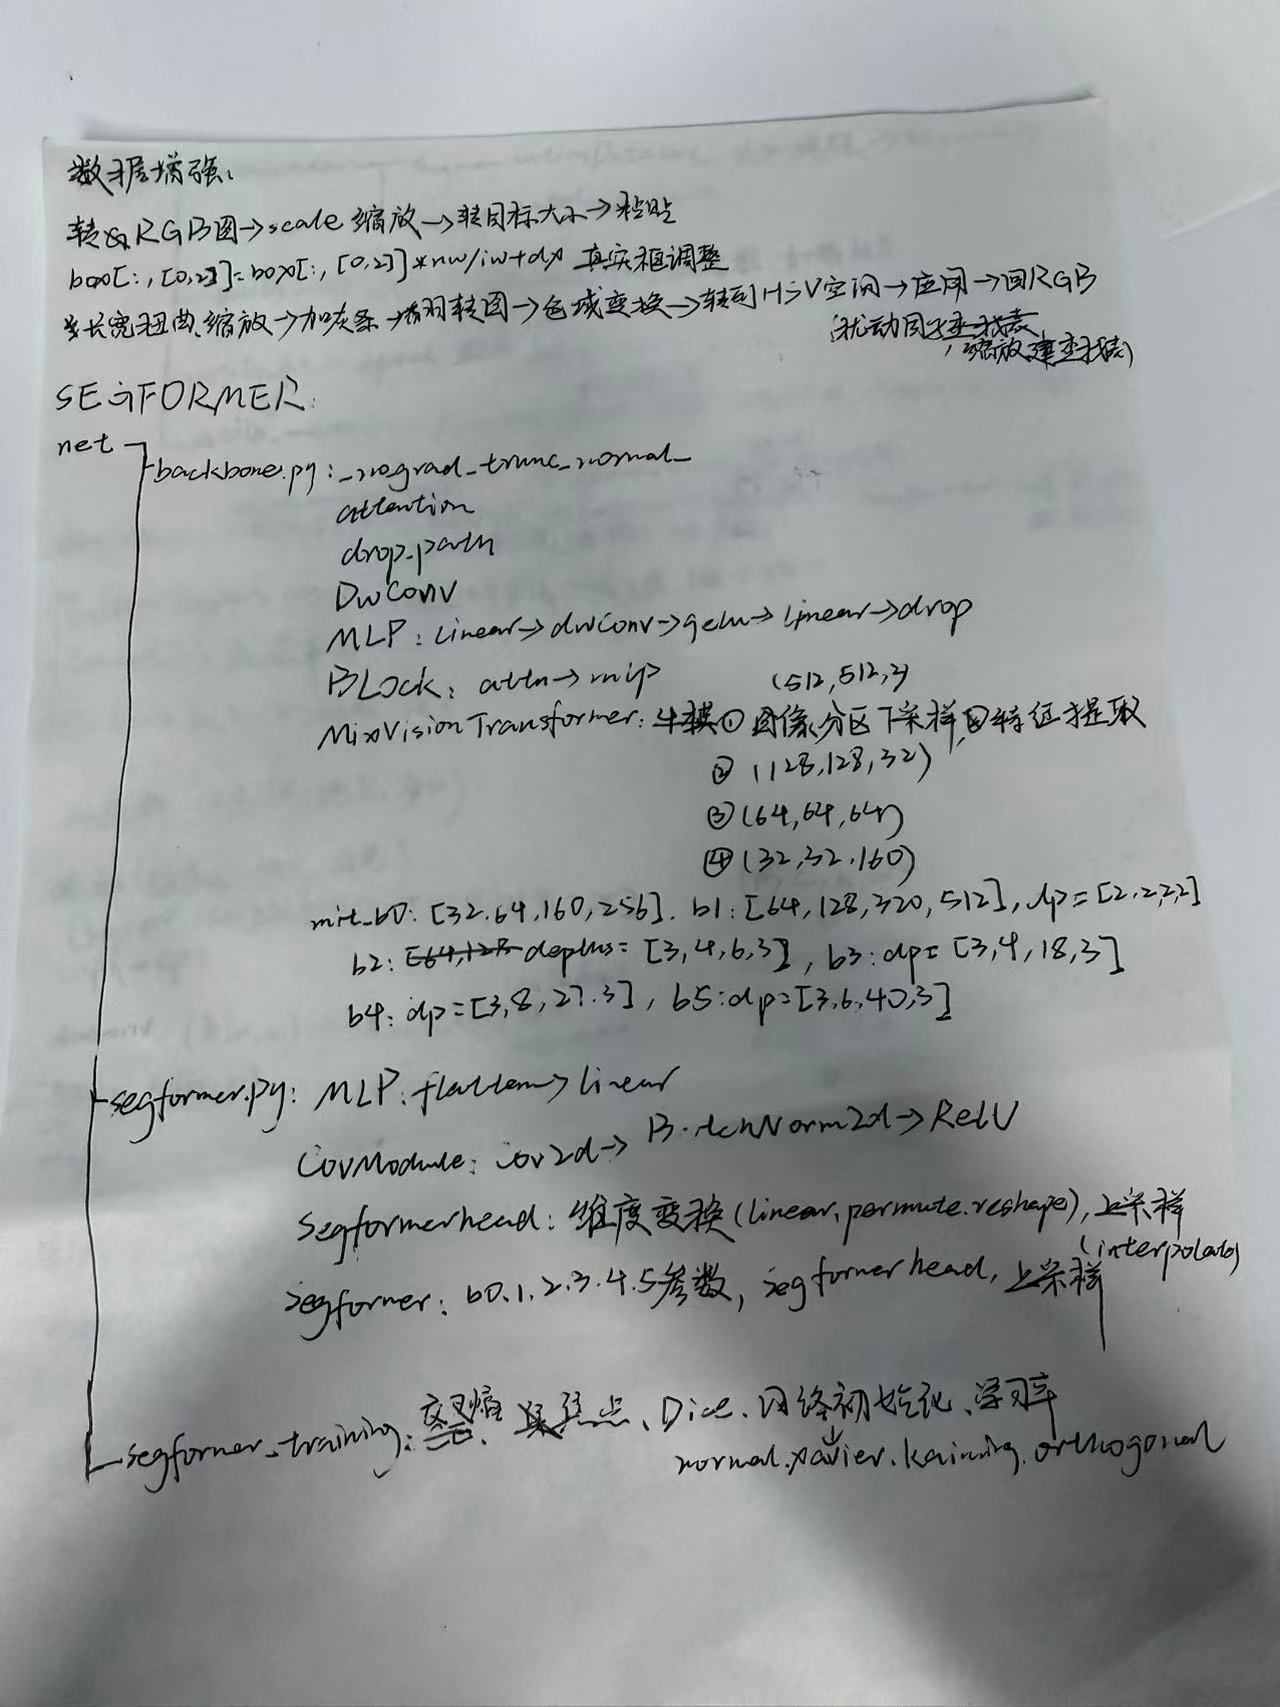 数据增强:
转RGB图→scale缩放→转目标大小→粘贴
box[:,[0,2]]=box[:,[0,2]]*nw/iw+dx 真实框调整
长宽扭曲、缩放→加灰条→翻转图→色域变换→转到HSV空间→应用→回RGB
(扰动因子
缩放
SEGFORMER:
net
backbone.py: _no_grad_trunc_normal_
attention
drop_path
DwConv
MLP: linear→dwConv→gelu→linear→drop
BLock: attn→mlp
(512,512,3)
MixVisionTransformer: 4模①图像分区下采样,②特征提取
②(128,128,32)
③(64,64,64)
④(32,32,160)
mit_b0: [32,64,160,256]. b1: [64,128,320,512], dp=[2,2,2,2]
b2: [64,128 depths=[3,4,6,3], b3: dp=[3,4,18,3]
b4: dp=[3,8,27,3], b5: dp=[3,6,40,3]
segformer.py: MLP: flatten→linear
CovModule: cov2d→BatchNorm2d→RelU
Segformerhead: 维度变换(linear,permute.reshape),上采样
(interpolate)
segformer: b0.1.2.3.4.5参数, segformerhead, 上采样
segformer_training: 交叉熵、焦点、Dice、网络初始化、学习率
normal.xavier.kaiming.orthogonal